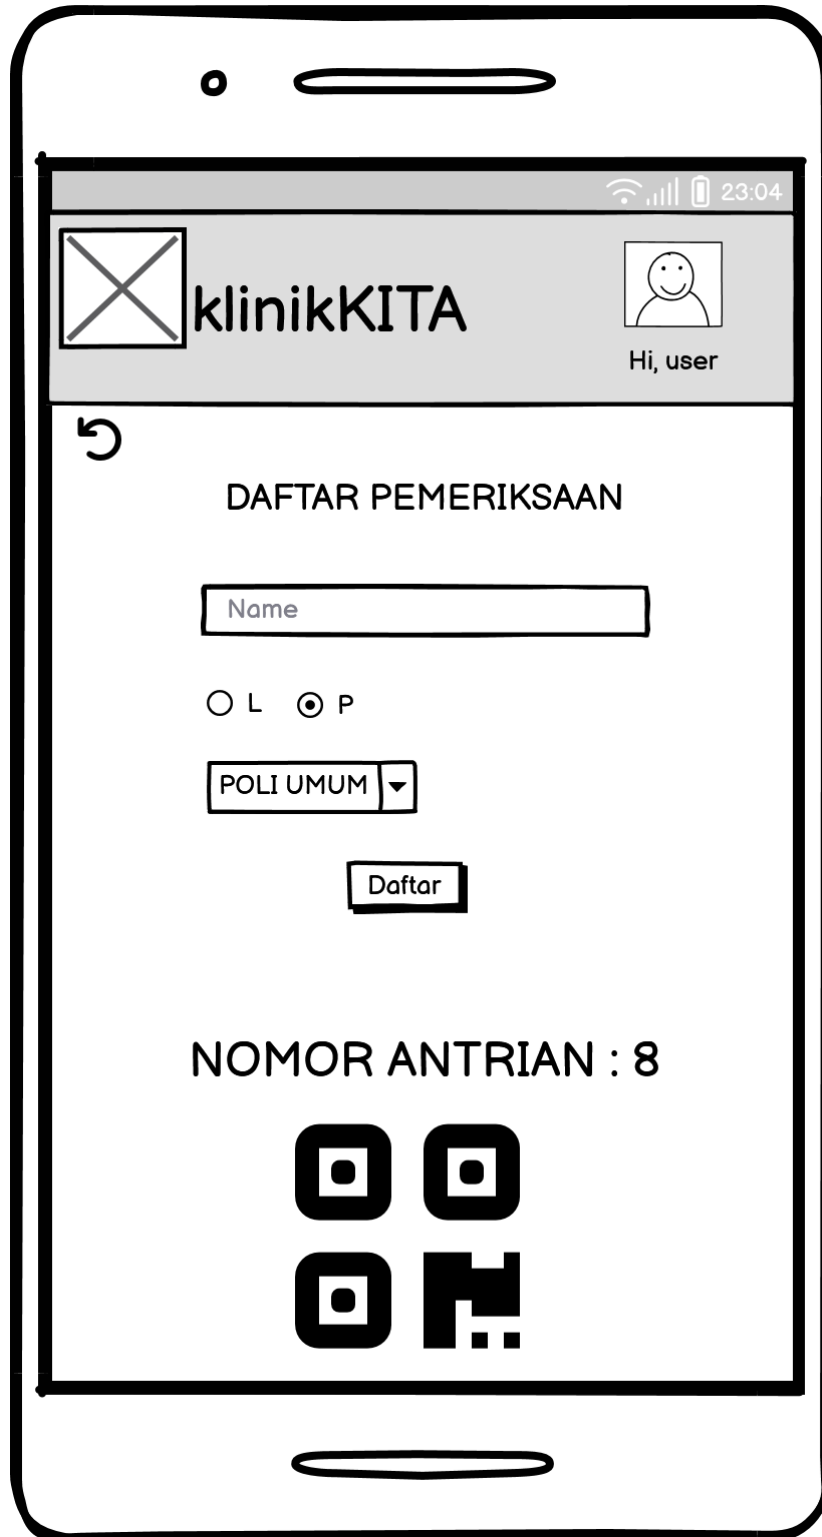 23:04
klinikKITA
Hi, user
DAFTAR PEMERIKSAAN
Name
L P
POLI UMUM
Daftar
NOMOR ANTRIAN : 8